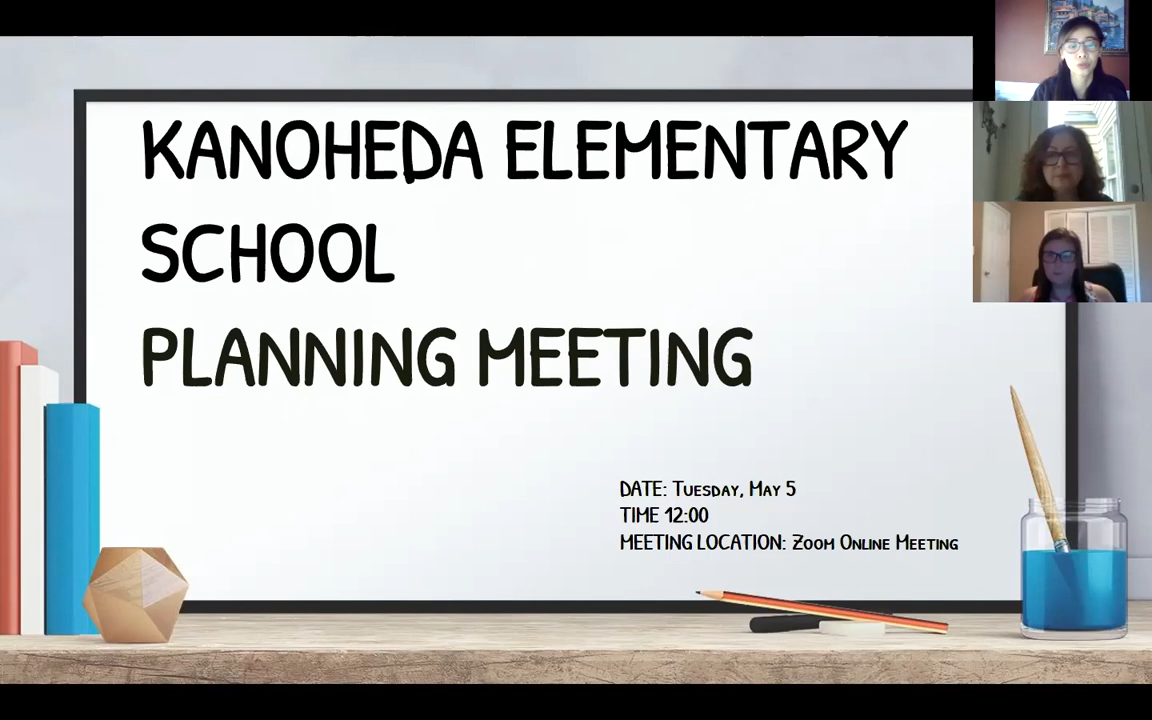 KANOHEDA ELEMENTARY
SCHOOL
PLANNING MEETING
DATE: Tuesday, May 5
TIME 12:00
MEETING LOCATION: Zoom Online Meeting